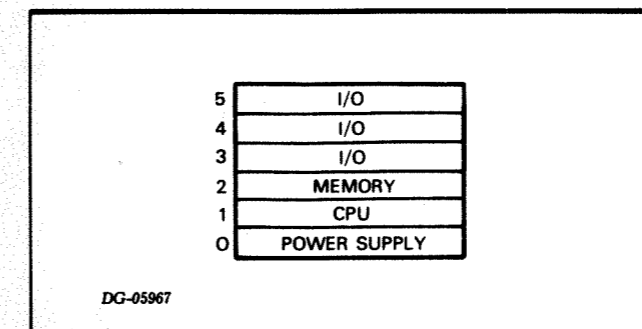 5 I/O
4 I/O
3 I/O
2 MEMORY
1 CPU
0 POWER SUPPLY
DG-05967